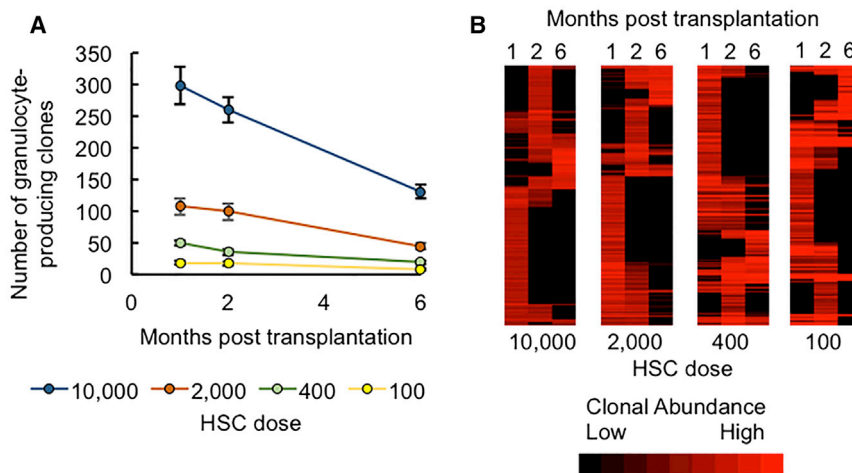 A
350
300
250
200
150
100
50
0
Number of granulocyte-
producing clones
0 2 4 6
Months post transplantation
10,000 2,000 400 100
HSC dose
B
Months post transplantation
1 2 6 1 2 6 1 2 6 1 2 6
10,000 2,000 400 100
HSC dose
Clonal Abundance
Low High